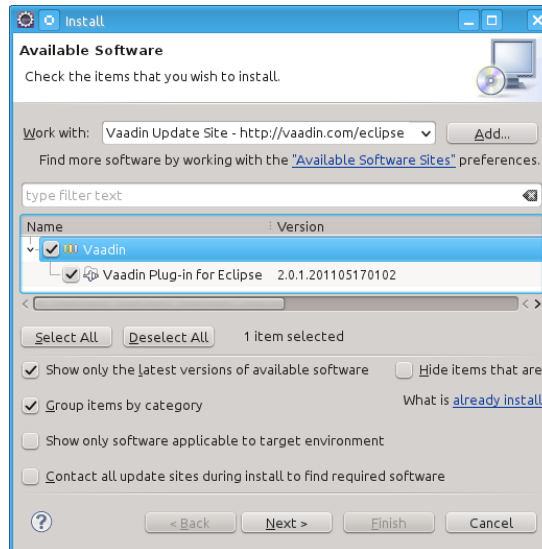 Install
Available Software
Check the items that you wish to install.
Work with: Vaadin Update Site - http://vaadin.com/eclipse Add...
Find more software by working with the "Available Software Sites" preferences.
type filter text
Name Version
Vaadin
Vaadin Plug-in for Eclipse 2.0.1.201105170102
Select All Deselect All 1 item selected
Show only the latest versions of available software Hide items that are
Group items by category What is already install
Show only software applicable to target environment
Contact all update sites during install to find required software
? < Back Next > Finish Cancel